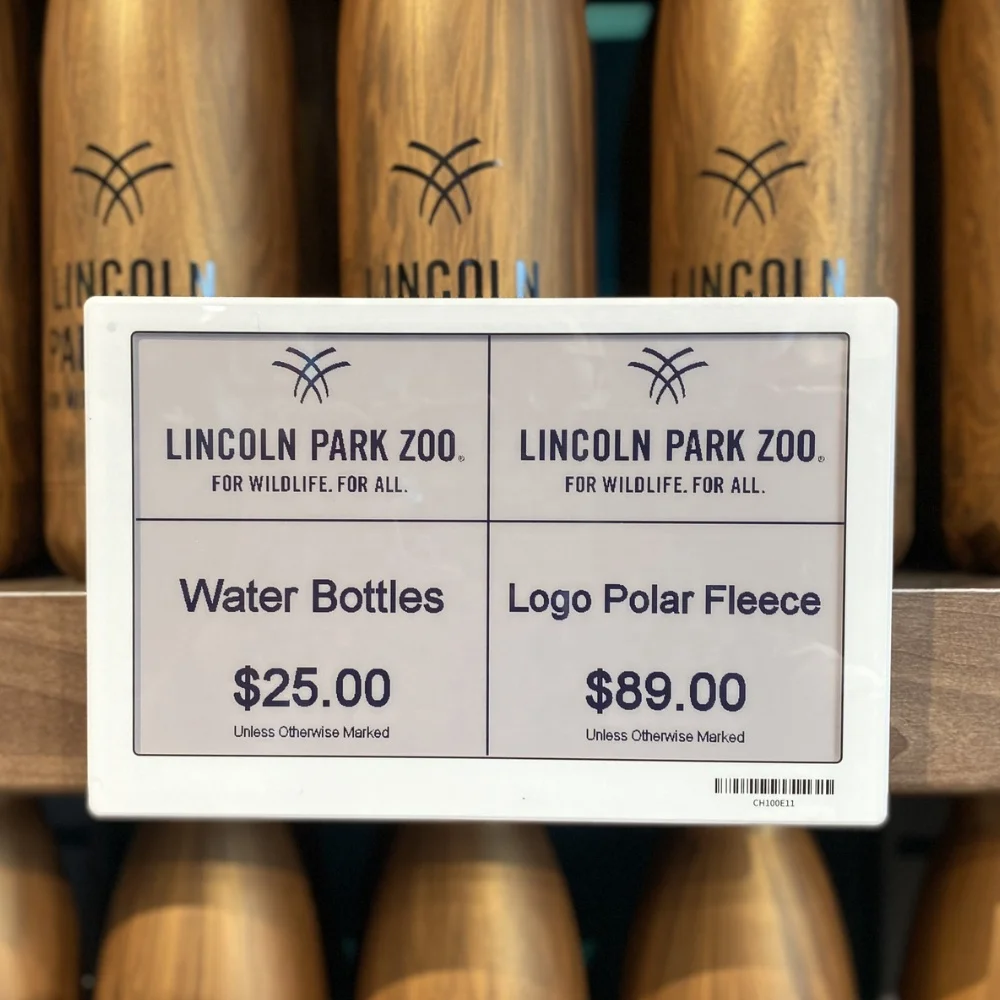 LINCOLN
PA
LINCOLN
LINCOLN
LINCOLN PARK ZOO®
FOR WILDLIFE. FOR ALL.
Water Bottles
$25.00
Unless Otherwise Marked
LINCOLN PARK ZOO®
FOR WILDLIFE. FOR ALL.
Logo Polar Fleece
$89.00
Unless Otherwise Marked
CH100E11